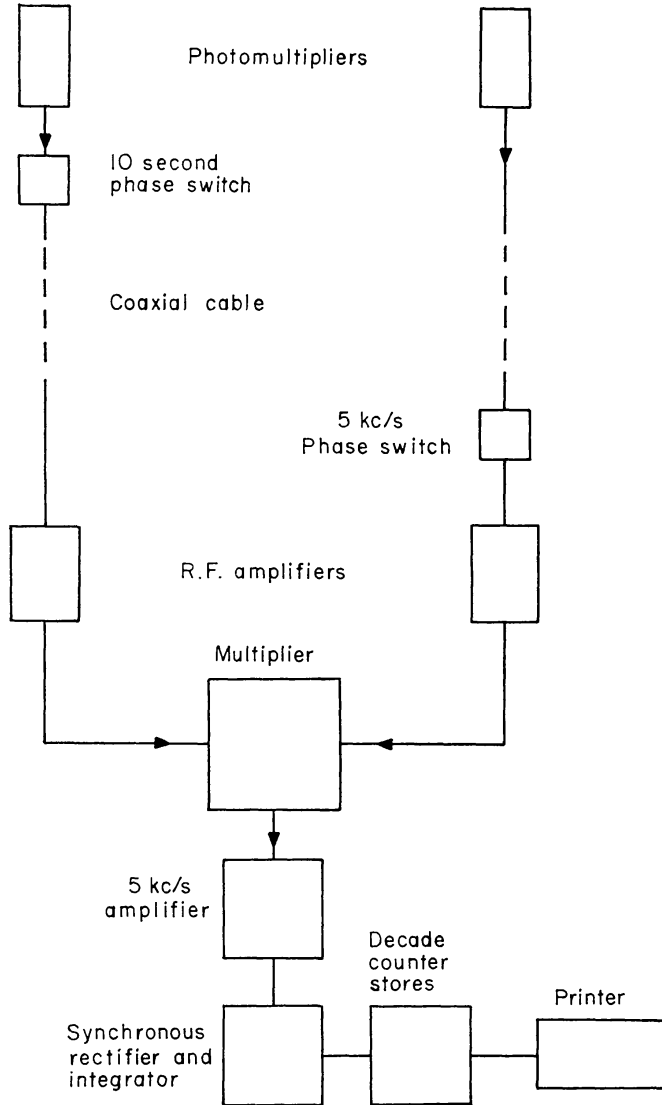 Photomultipliers
10 second
phase switch
Coaxial cable
5 kc/s
Phase switch
R.F. amplifiers
Multiplier
5 kc/s
amplifier
Decade
counter
stores
Printer
Synchronous
rectifier and
integrator